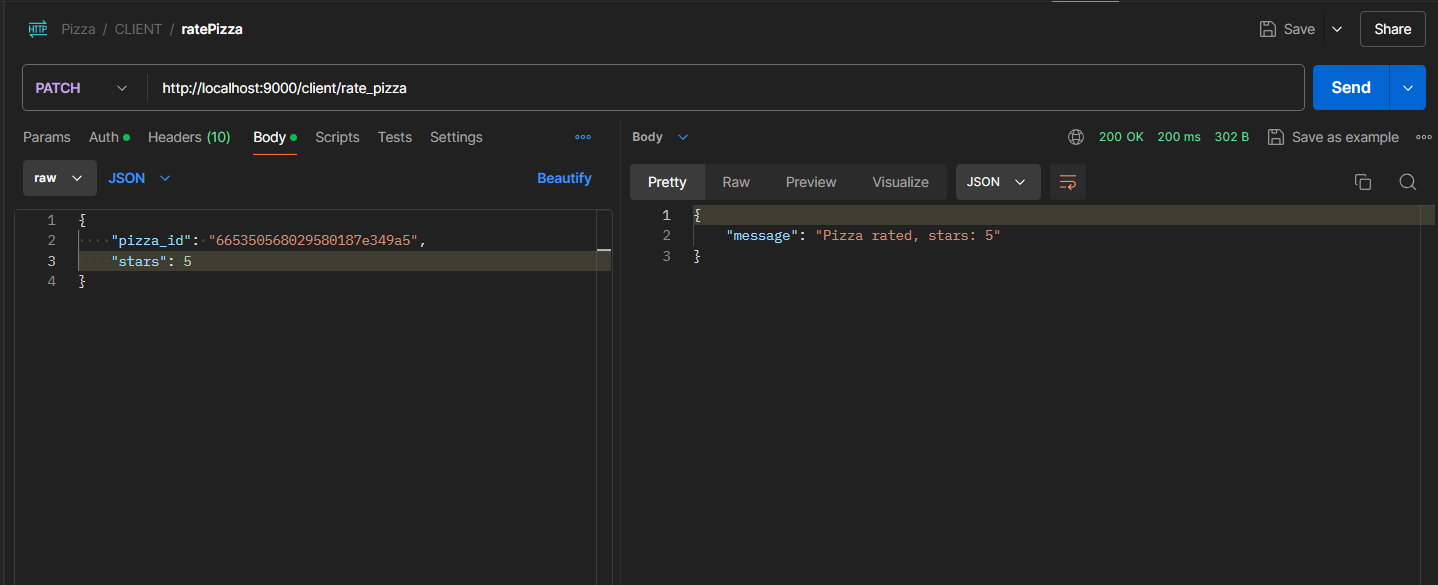 HTTP Pizza / CLIENT / ratePizza Save Share
PATCH http://localhost:9000/client/rate_pizza Send
Params Auth Headers (10) Body Scripts Tests Settings
raw JSON Beautify
1 {
2 "pizza_id": "665350568029580187e349a5",
3 "stars": 5
4 }
Body 200 OK 200 ms 302 B Save as example
Pretty Raw Preview Visualize JSON
1 {
2 "message": "Pizza rated, stars: 5"
3 }